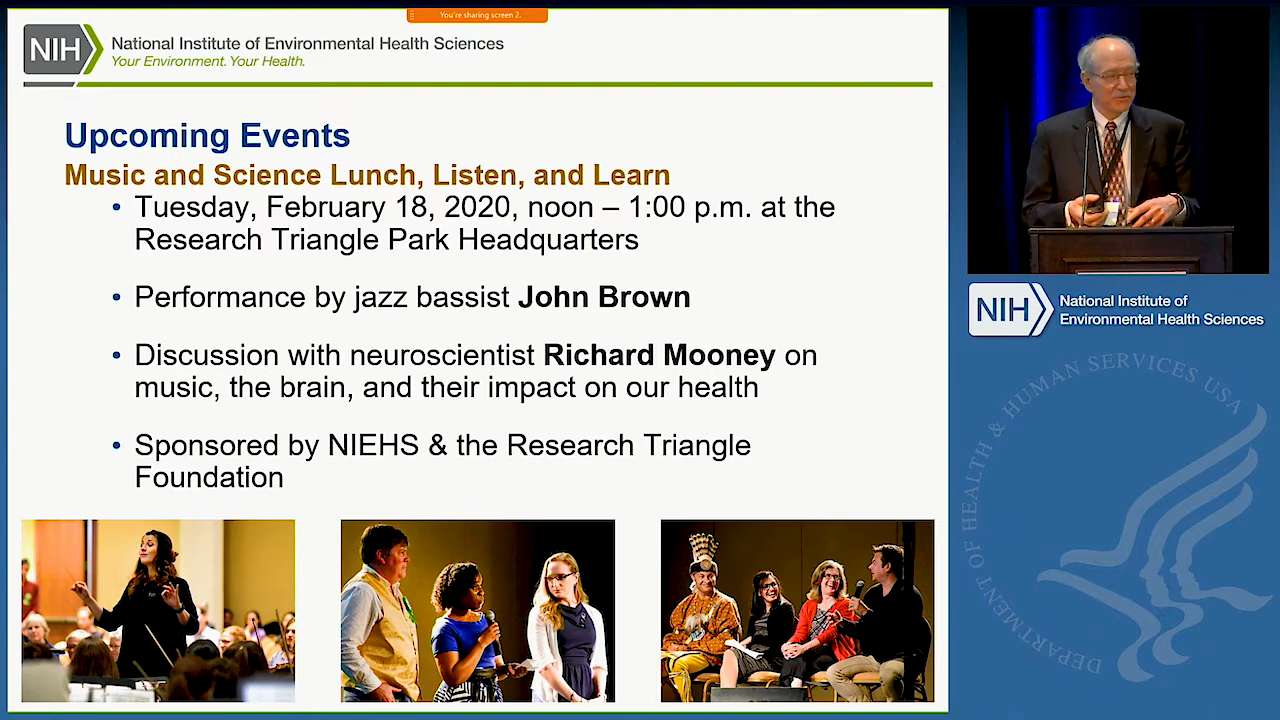 You're sharing screen 2.
NIH
National Institute of Environmental Health Sciences
Your Environment. Your Health.
Upcoming Events
Music and Science Lunch, Listen, and Learn
• Tuesday, February 18, 2020, noon – 1:00 p.m. at the
Research Triangle Park Headquarters
• Performance by jazz bassist John Brown
• Discussion with neuroscientist Richard Mooney on
music, the brain, and their impact on our health
• Sponsored by NIEHS & the Research Triangle
Foundation
NIH
National Institute of
Environmental Health Sciences
DEPARTMENT OF HEALTH & HUMAN SERVICES USA